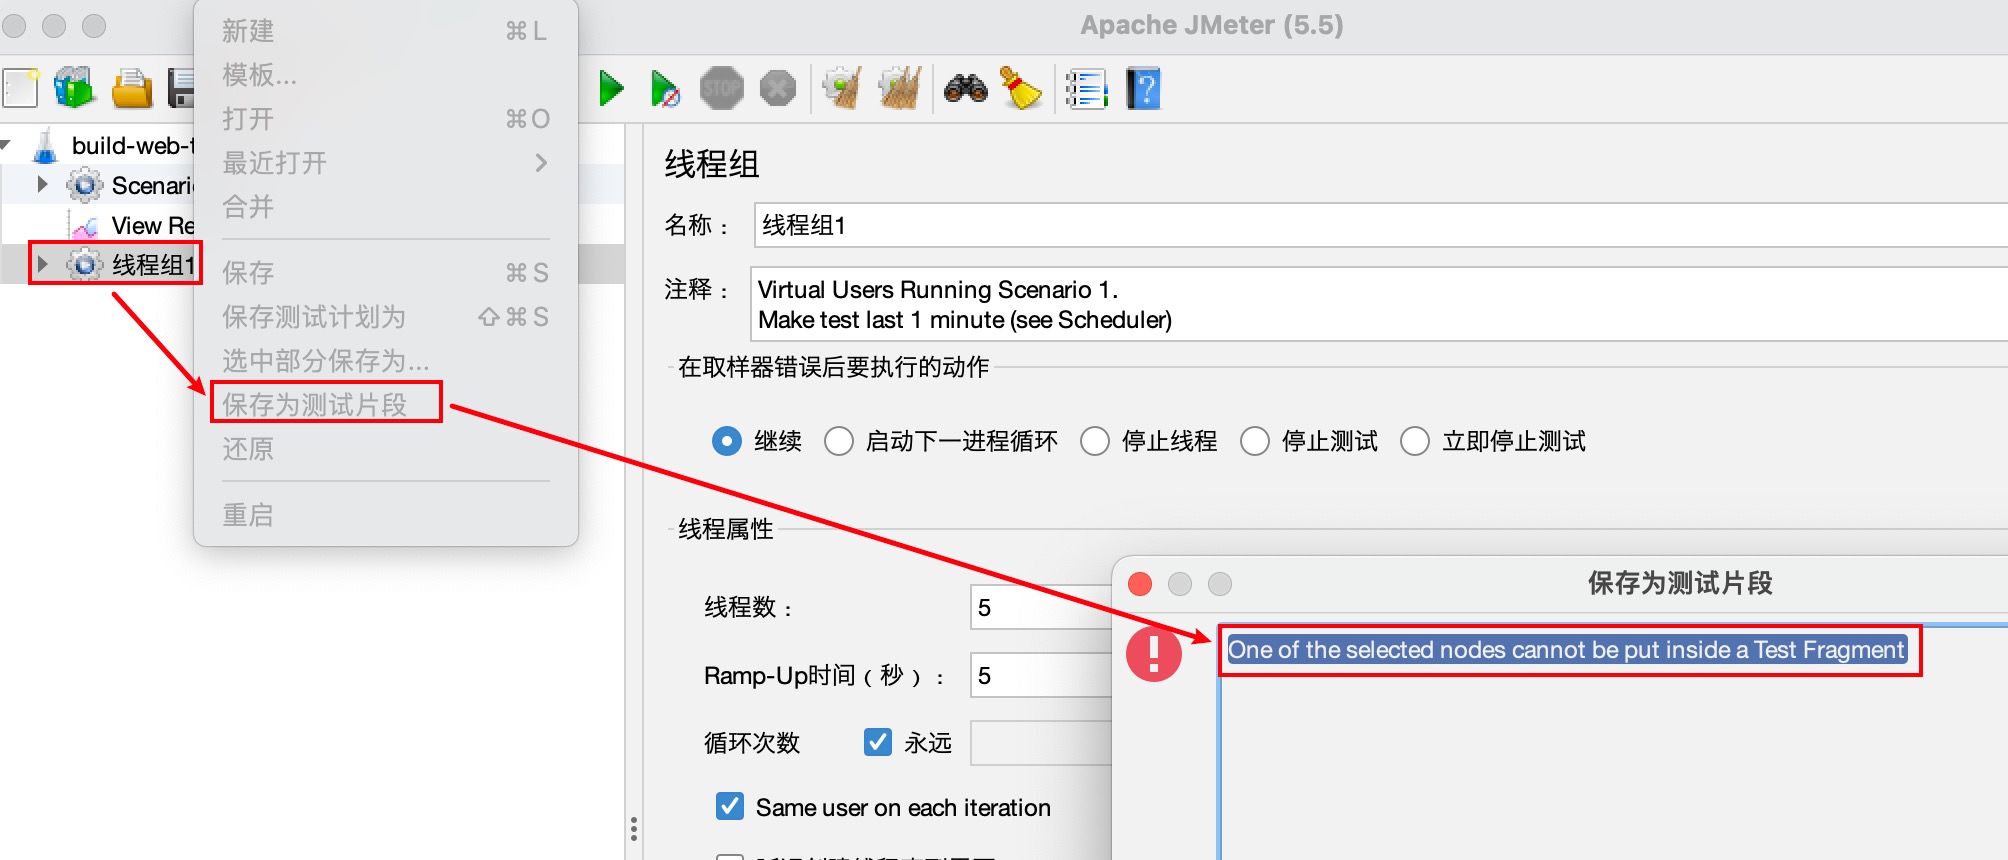 Apache JMeter (5.5)
新建 ⌘ L
模板...
打开 ⌘ O
最近打开
合并
保存 ⌘ S
保存测试计划为 ⇧ ⌘ S
选中部分保存为...
保存为测试片段
还原
重启
STOP
build-web-t
Scenari
View Re
线程组1
线程组
名称：
线程组1
注释：
Virtual Users Running Scenario 1.
Make test last 1 minute (see Scheduler)
在取样器错误后要执行的动作
继续 启动下一进程循环 停止线程 停止测试 立即停止测试
线程属性
线程数： 5
Ramp-Up时间（秒）： 5
循环次数 永远
Same user on each iteration
保存为测试片段
One of the selected nodes cannot be put inside a Test Fragment